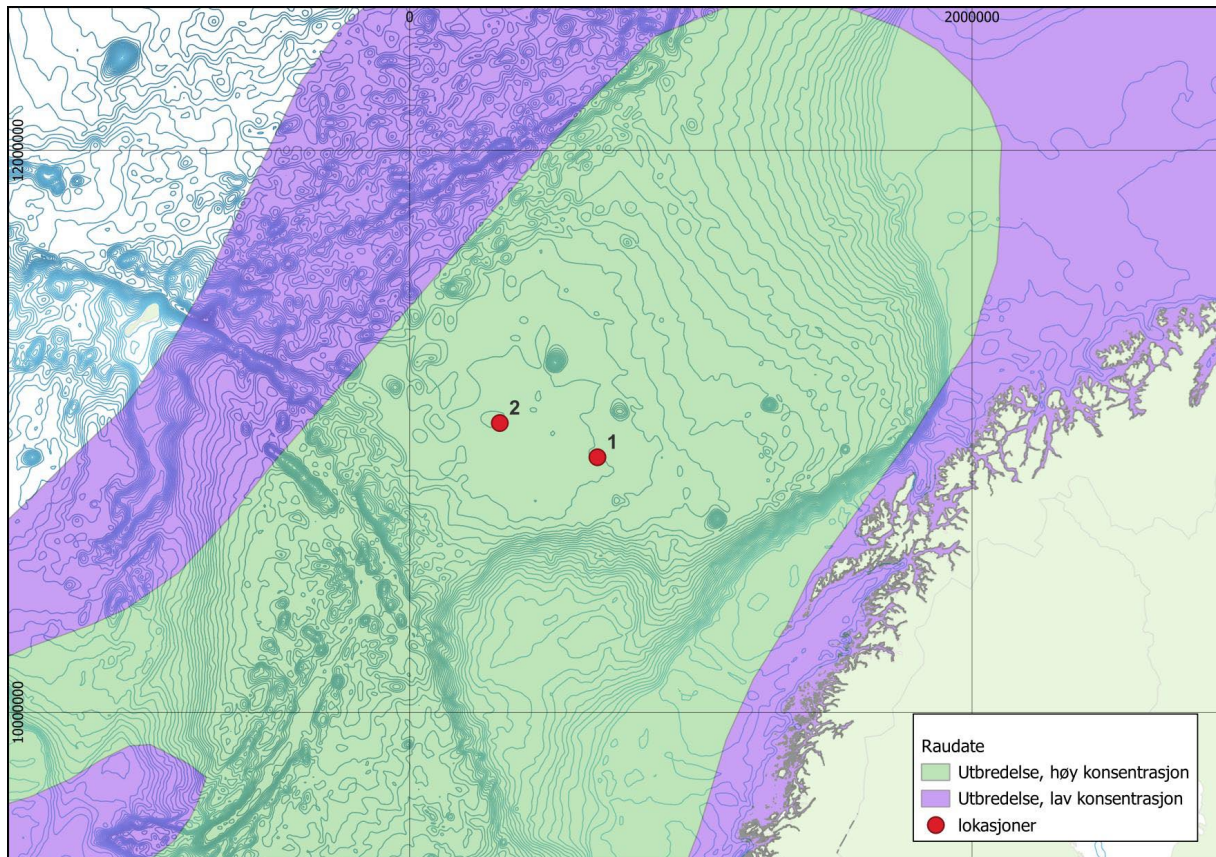 0
2000000
12000000
2
1
10000000
Raudate
Utbredelse, høy konsentrasjon
Utbredelse, lav konsentrasjon
lokasjoner